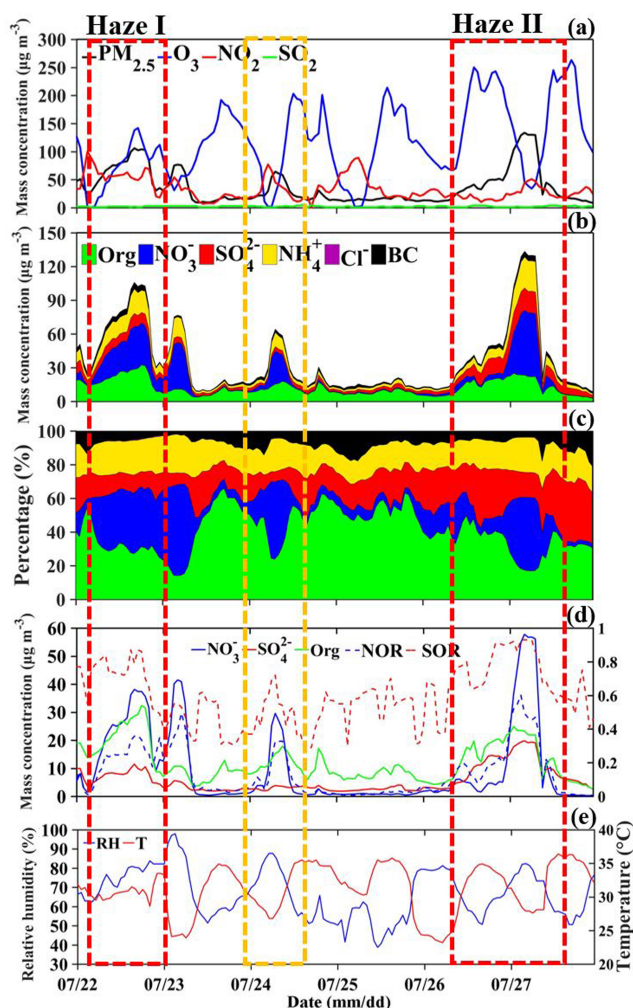 Haze I Haze II
(a)
Mass concentration (μg m⁻³)
300
250
200
150
100
50
0
PM₂.₅ O₃ NO₂ SO₂
(b)
Mass concentration (μg m⁻³)
150
120
90
60
30
0
Org NO₃⁻ SO₄²⁻ NH₄⁺ Cl⁻ BC
(c)
Percentage (%)
100
80
60
40
20
0
(d)
Mass concentration (μg m⁻³)
60
50
40
30
20
10
0
NO₃⁻ SO₄²⁻ Org NOR SOR
1
0.8
0.6
0.4
0.2
0
(e)
Relative humidity (%)
100
90
80
70
60
50
40
30
RH T
40
35
30
25
20
Temperature (°C)
07/22 07/23 07/24 07/25 07/26 07/27
Date (mm/dd)